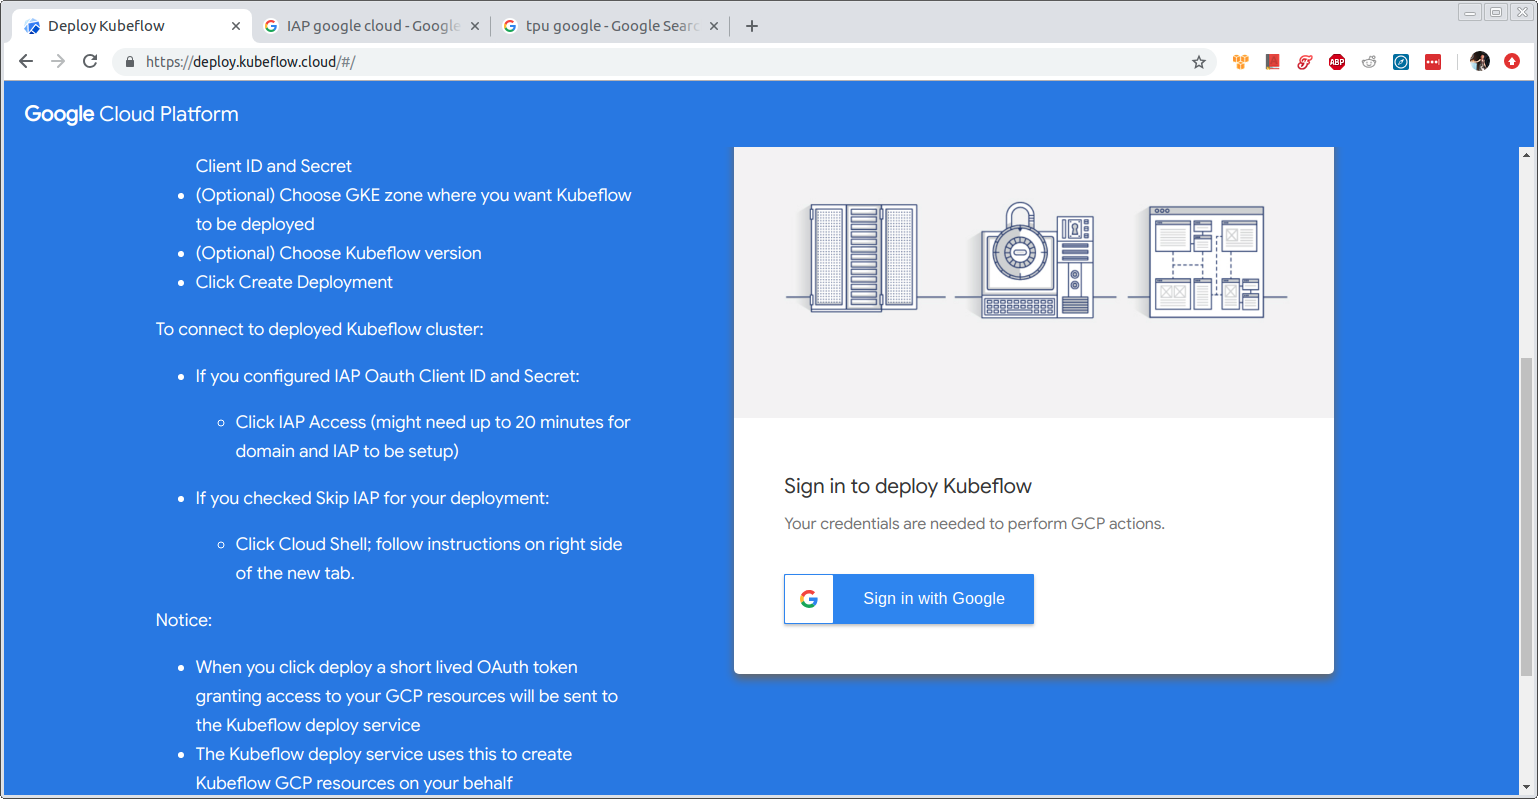 Deploy Kubeflow
IAP google cloud - Google
tpu google - Google Searc
https://deploy.kubeflow.cloud/#/
ABP
Google Cloud Platform
Client ID and Secret
(Optional) Choose GKE zone where you want Kubeflow
to be deployed
(Optional) Choose Kubeflow version
Click Create Deployment
To connect to deployed Kubeflow cluster:
If you configured IAP Oauth Client ID and Secret:
Click IAP Access (might need up to 20 minutes for
domain and IAP to be setup)
If you checked Skip IAP for your deployment:
Click Cloud Shell; follow instructions on right side
of the new tab.
Notice:
When you click deploy a short lived OAuth token
granting access to your GCP resources will be sent to
the Kubeflow deploy service
The Kubeflow deploy service uses this to create
Kubeflow GCP resources on your behalf
Sign in to deploy Kubeflow
Your credentials are needed to perform GCP actions.
Sign in with Google